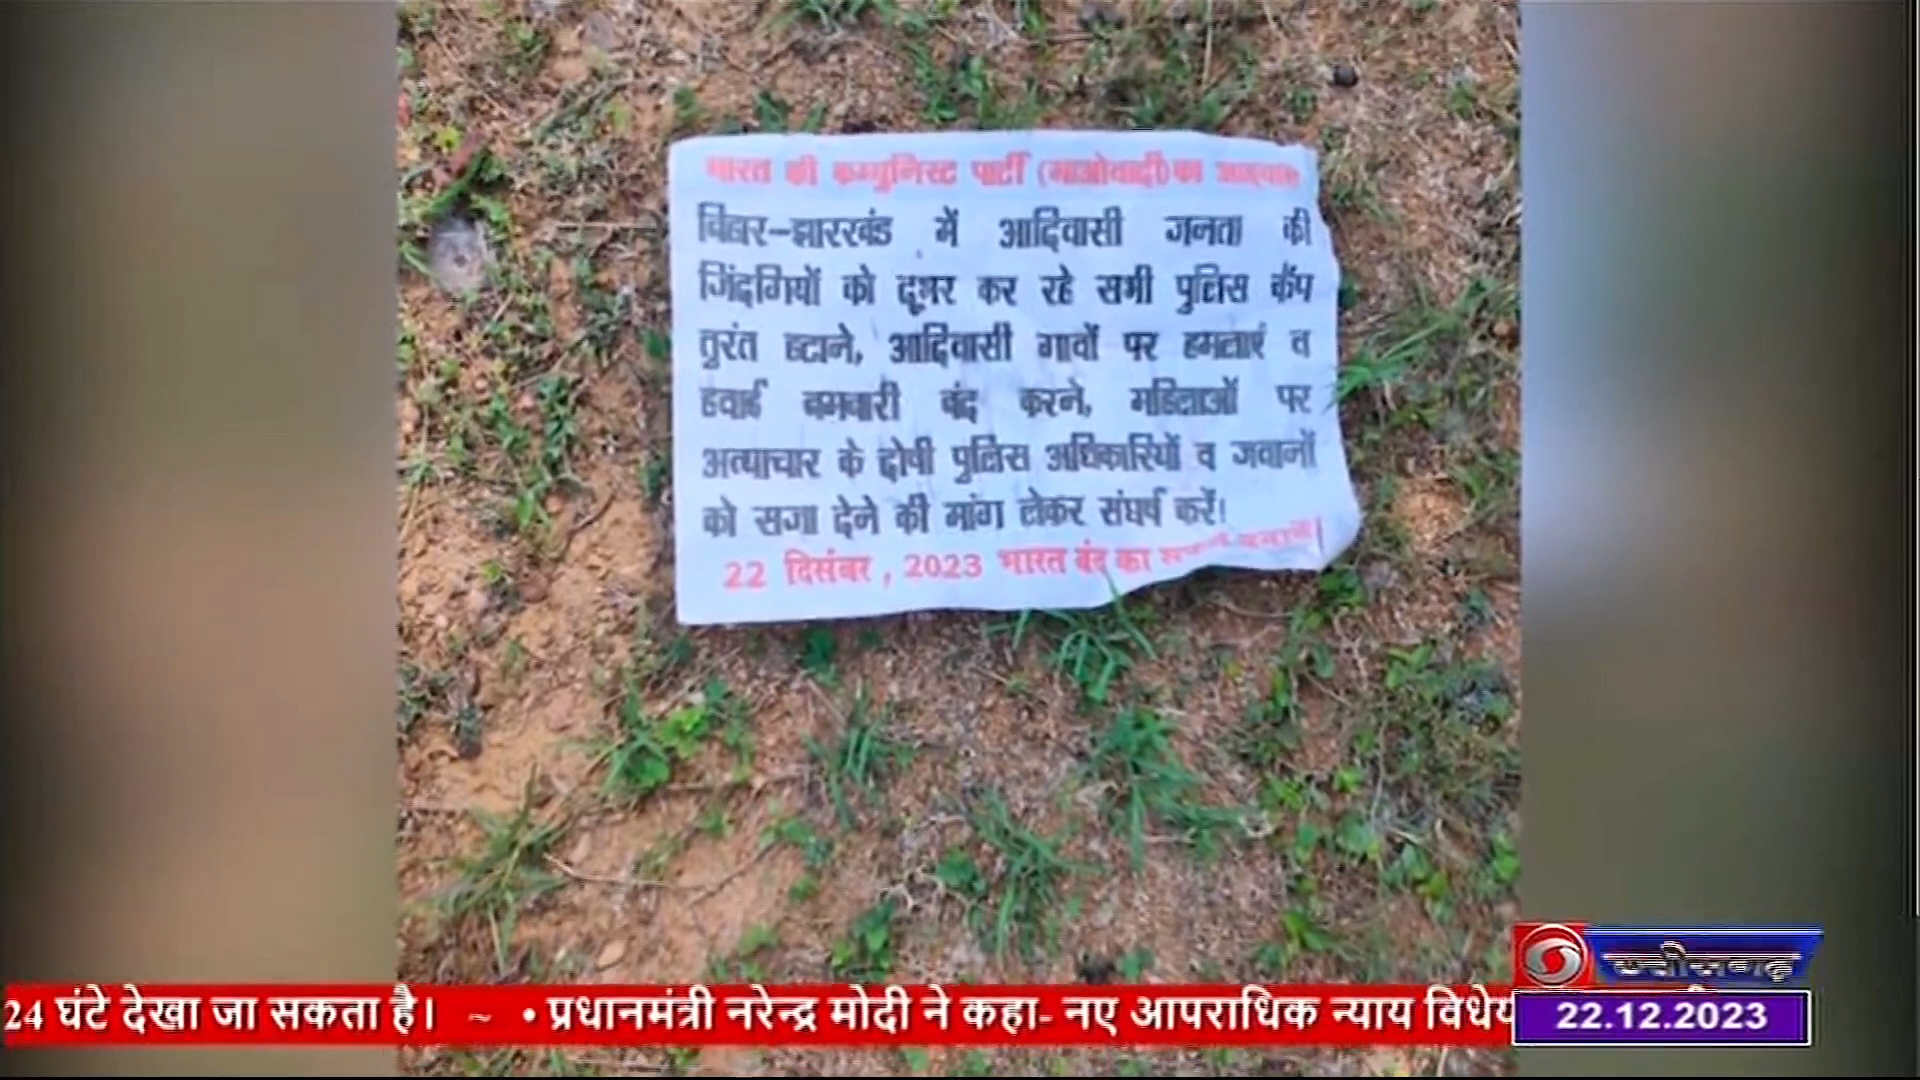 भारत की कम्युनिस्ट पार्टी (माओवादी) का आह्वान
बिहार-झारखंड में आदिवासी जनता की
जिंदगियों को दूभर कर रहे सभी पुलिस कैंप
तुरंत हटाने, आदिवासी गावों पर हमलाएं व
हवाई बमबारी बंद करने, महिलाओं पर
अत्याचार के दोषी पुलिस अधिकारियों व जवानों
को सजा देने की मांग लेकर संघर्ष करें।
22 दिसंबर, 2023 भारत बंद का
छत्तीसगढ़
24 घंटे देखा जा सकता है। ~ • प्रधानमंत्री नरेन्द्र मोदी ने कहा- नए आपराधिक न्याय
22.12.2023